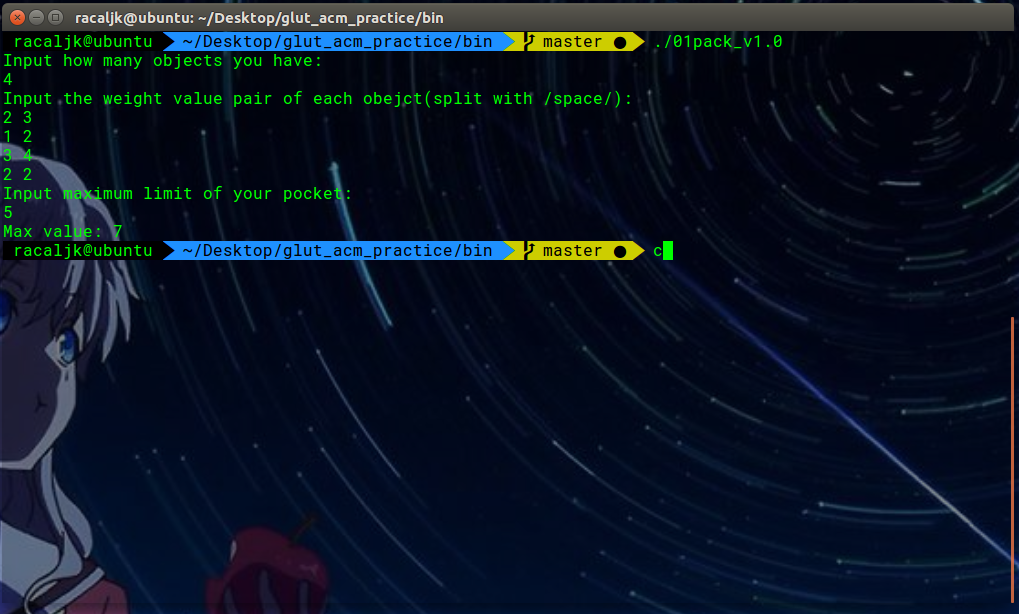 racaljk@ubuntu: ~/Desktop/glut_acm_practice/bin
racaljk@ubuntu ~/Desktop/glut_acm_practice/bin master ● ./01pack_v1.0
Input how many objects you have:
4
Input the weight value pair of each obejct(split with /space/):
2 3
1 2
3 4
2 2
Input maximum limit of your pocket:
5
Max value: 7
racaljk@ubuntu ~/Desktop/glut_acm_practice/bin master ● c